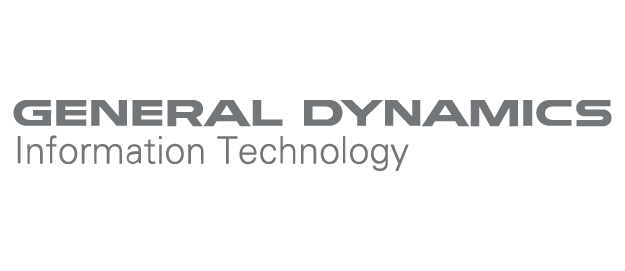 GENERAL DYNAMICS
Information Technology